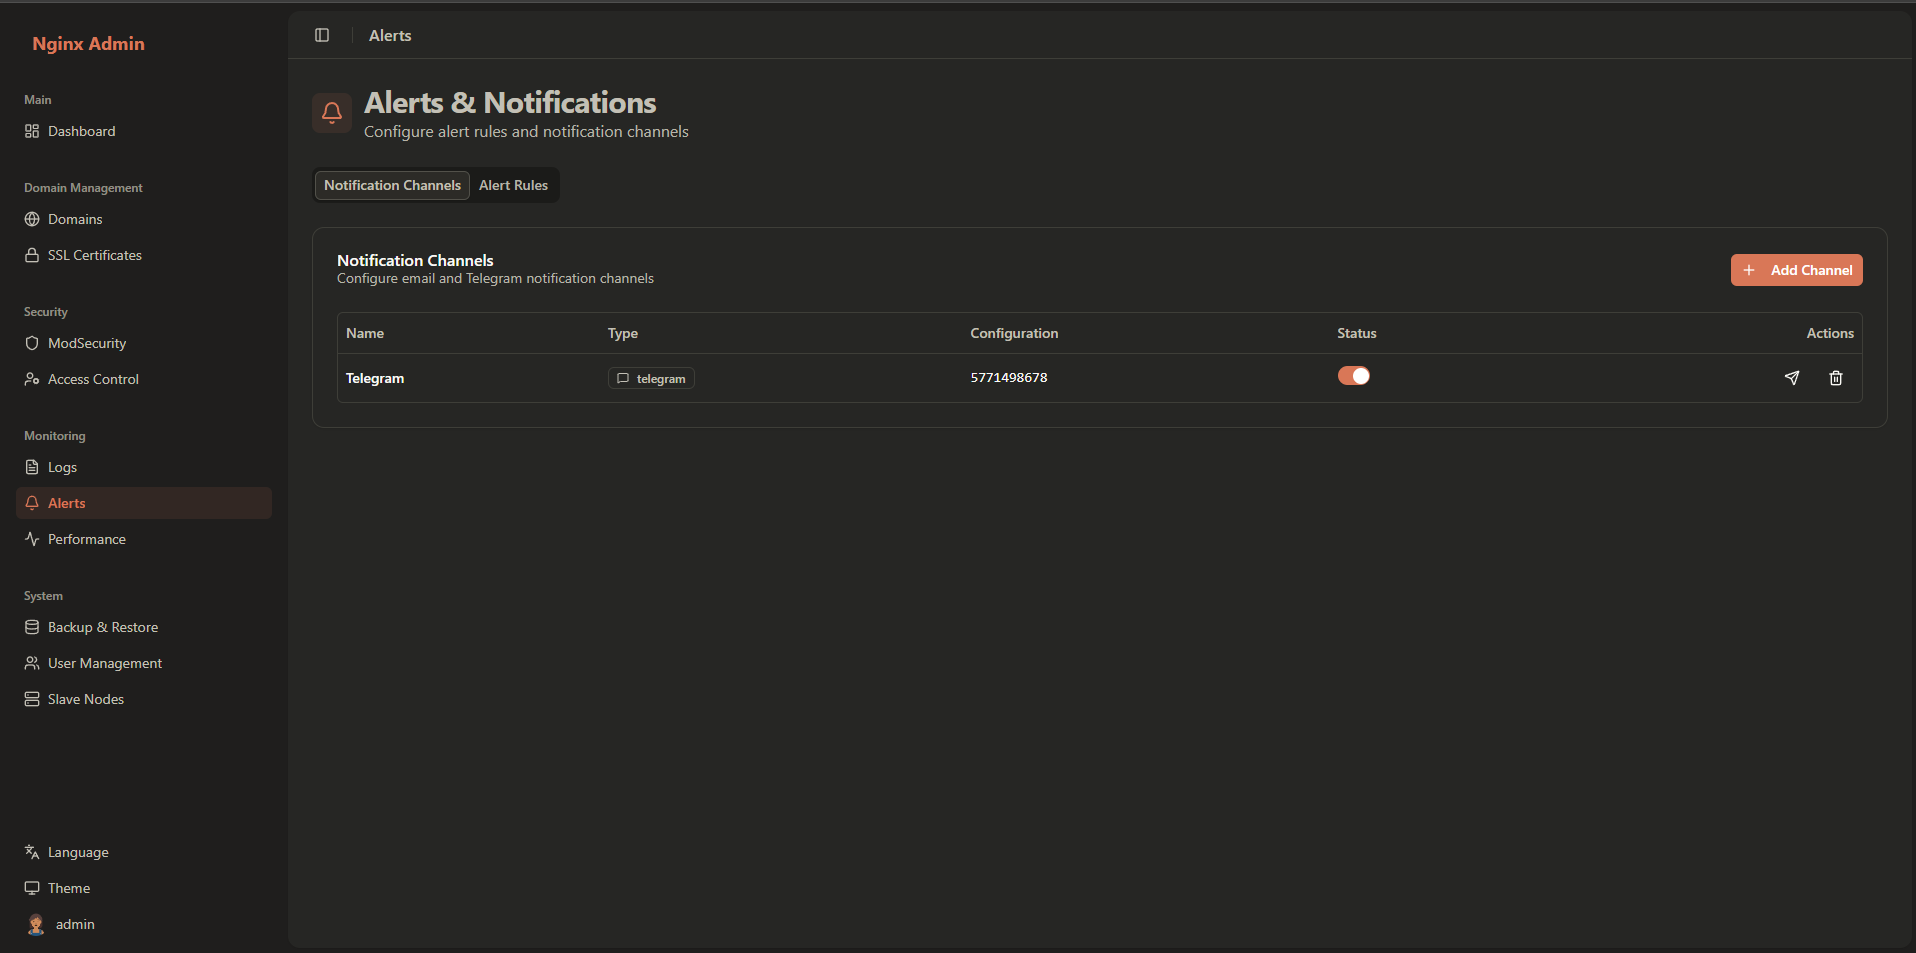 Nginx Admin
Main
Dashboard
Domain Management
Domains
SSL Certificates
Security
ModSecurity
Access Control
Monitoring
Logs
Alerts
Performance
System
Backup & Restore
User Management
Slave Nodes
Language
Theme
admin
Alerts
Alerts & Notifications
Configure alert rules and notification channels
Notification Channels Alert Rules
Notification Channels
Configure email and Telegram notification channels
Add Channel
Name Type Configuration Status Actions
Telegram telegram 5771498678